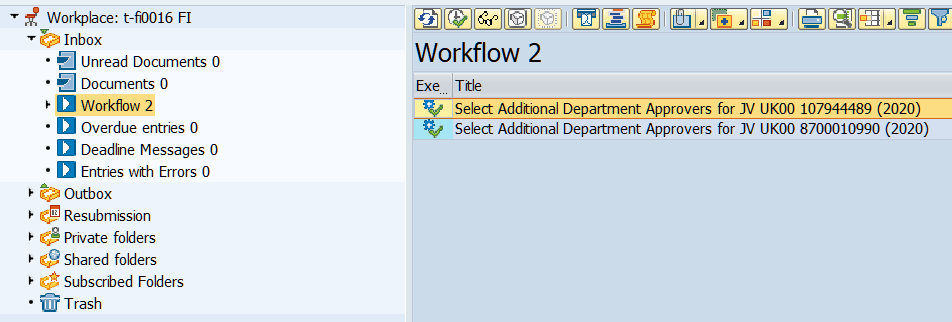 Workplace: t-fi0016 FI
Inbox
Unread Documents 0
Documents 0
Workflow 2
Overdue entries 0
Deadline Messages 0
Entries with Errors 0
Outbox
Resubmission
Private folders
Shared folders
Subscribed Folders
Trash
Workflow 2
Exe... Title
Select Additional Department Approvers for JV UK00 107944489 (2020)
Select Additional Department Approvers for JV UK00 8700010990 (2020)